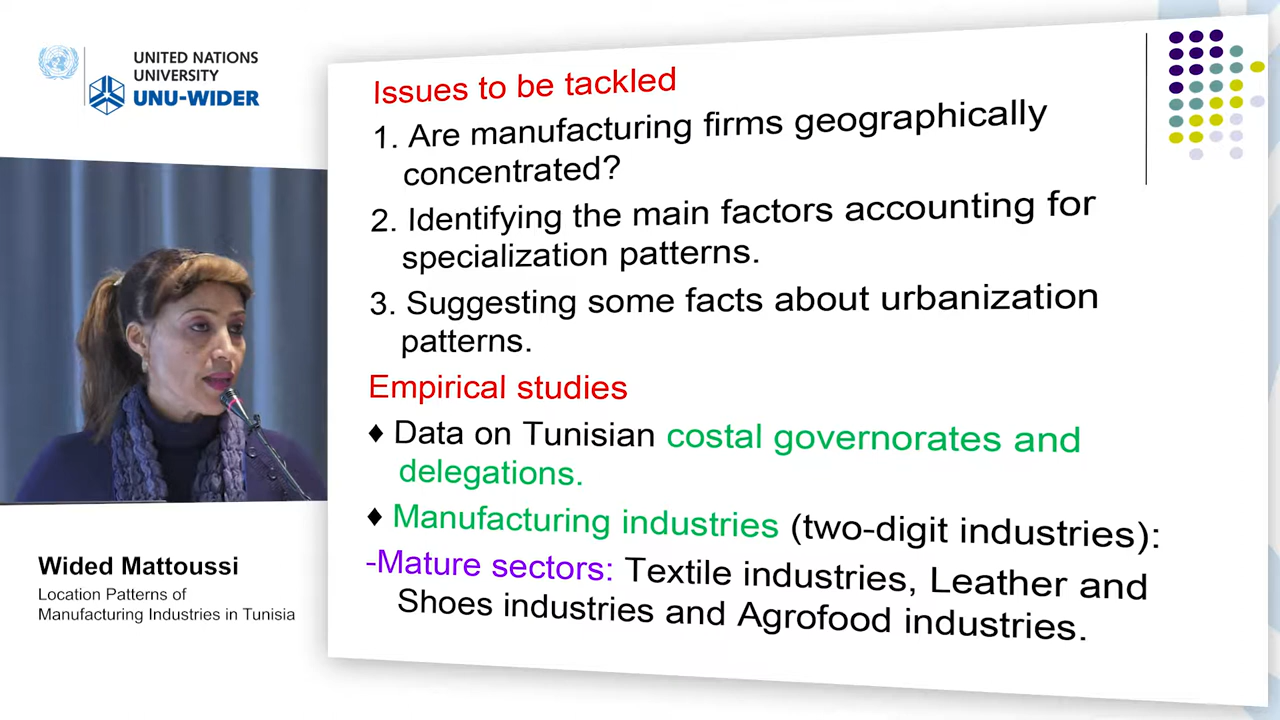 UNITED NATIONS
UNIVERSITY
UNU-WIDER
Issues to be tackled
1. Are manufacturing firms geographically
concentrated?
2. Identifying the main factors accounting for
specialization patterns.
3. Suggesting some facts about urbanization
patterns.
Empirical studies
♦ Data on Tunisian costal governorates and
delegations.
♦ Manufacturing industries (two-digit industries):
-Mature sectors: Textile industries, Leather and
Shoes industries and Agrofood industries.
Wided Mattoussi
Location Patterns of
Manufacturing Industries in Tunisia